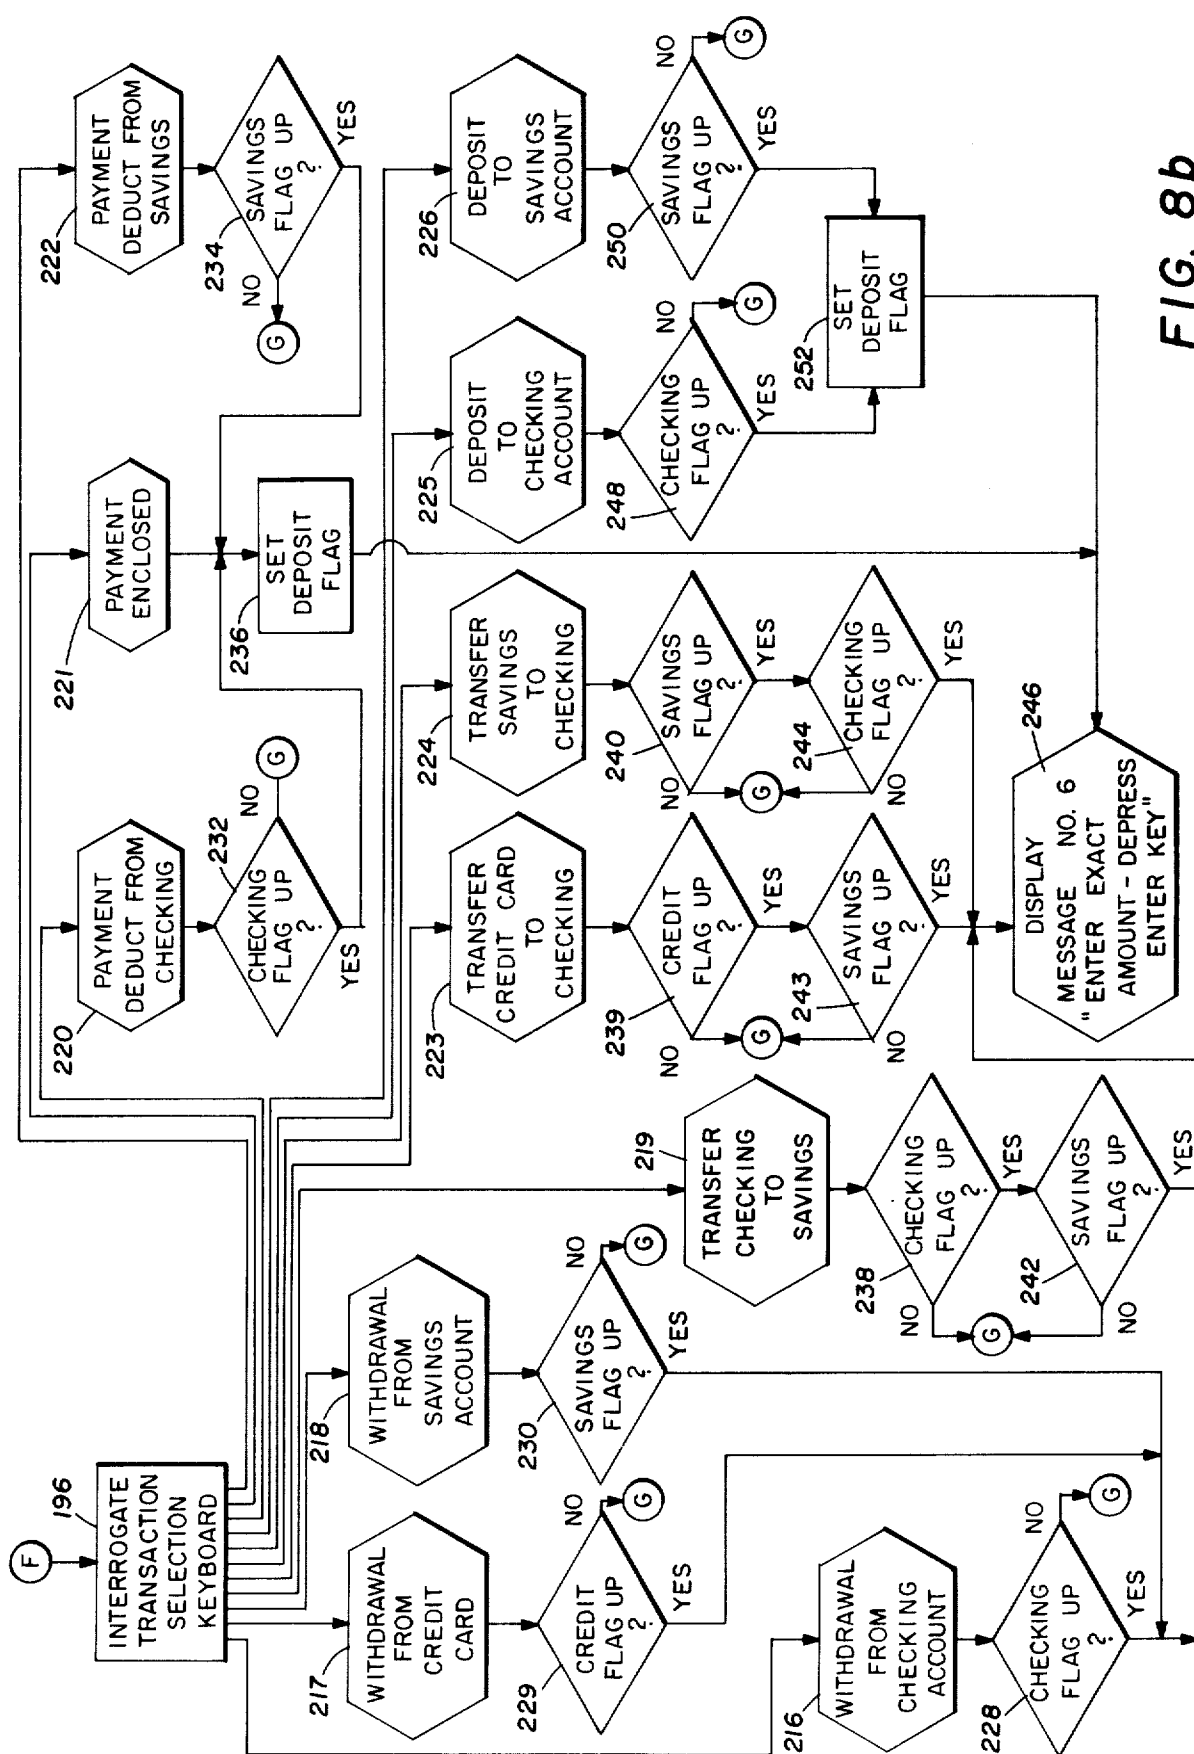 F
196
INTERROGATE
TRANSACTION
SELECTION
KEYBOARD
217
WITHDRAWAL
FROM
CREDIT
CARD
229
CREDIT
FLAG UP
?
NO
G
YES
218
WITHDRAWAL
FROM
SAVINGS
ACCOUNT
230
SAVINGS
FLAG UP
?
NO
G
YES
216
WITHDRAWAL
FROM
CHECKING
ACCOUNT
228
CHECKING
FLAG UP
?
NO
G
YES
219
TRANSFER
CHECKING
TO
SAVINGS
238
CHECKING
FLAG UP
?
NO
YES
G
242
SAVINGS
FLAG UP
?
NO
YES
220
PAYMENT
DEDUCT FROM
CHECKING
232
CHECKING
FLAG UP
?
NO
G
YES
221
PAYMENT
ENCLOSED
236
SET
DEPOSIT
FLAG
222
PAYMENT
DEDUCT FROM
SAVINGS
234
SAVINGS
FLAG UP
?
NO
G
YES
223
TRANSFER
CREDIT CARD
TO
CHECKING
239
CREDIT
FLAG UP
?
NO
YES
G
243
SAVINGS
FLAG UP
?
NO
YES
224
TRANSFER
SAVINGS
TO
CHECKING
240
SAVINGS
FLAG UP
?
NO
YES
G
244
CHECKING
FLAG UP
?
NO
YES
225
DEPOSIT
TO
CHECKING
ACCOUNT
248
CHECKING
FLAG UP
?
NO
G
YES
226
DEPOSIT
TO
SAVINGS
ACCOUNT
250
SAVINGS
FLAG UP
?
NO
G
YES
252
SET
DEPOSIT
FLAG
246
DISPLAY
"MESSAGE NO. 6
"ENTER EXACT
AMOUNT - DEPRESS
ENTER KEY"
FIG. 8b